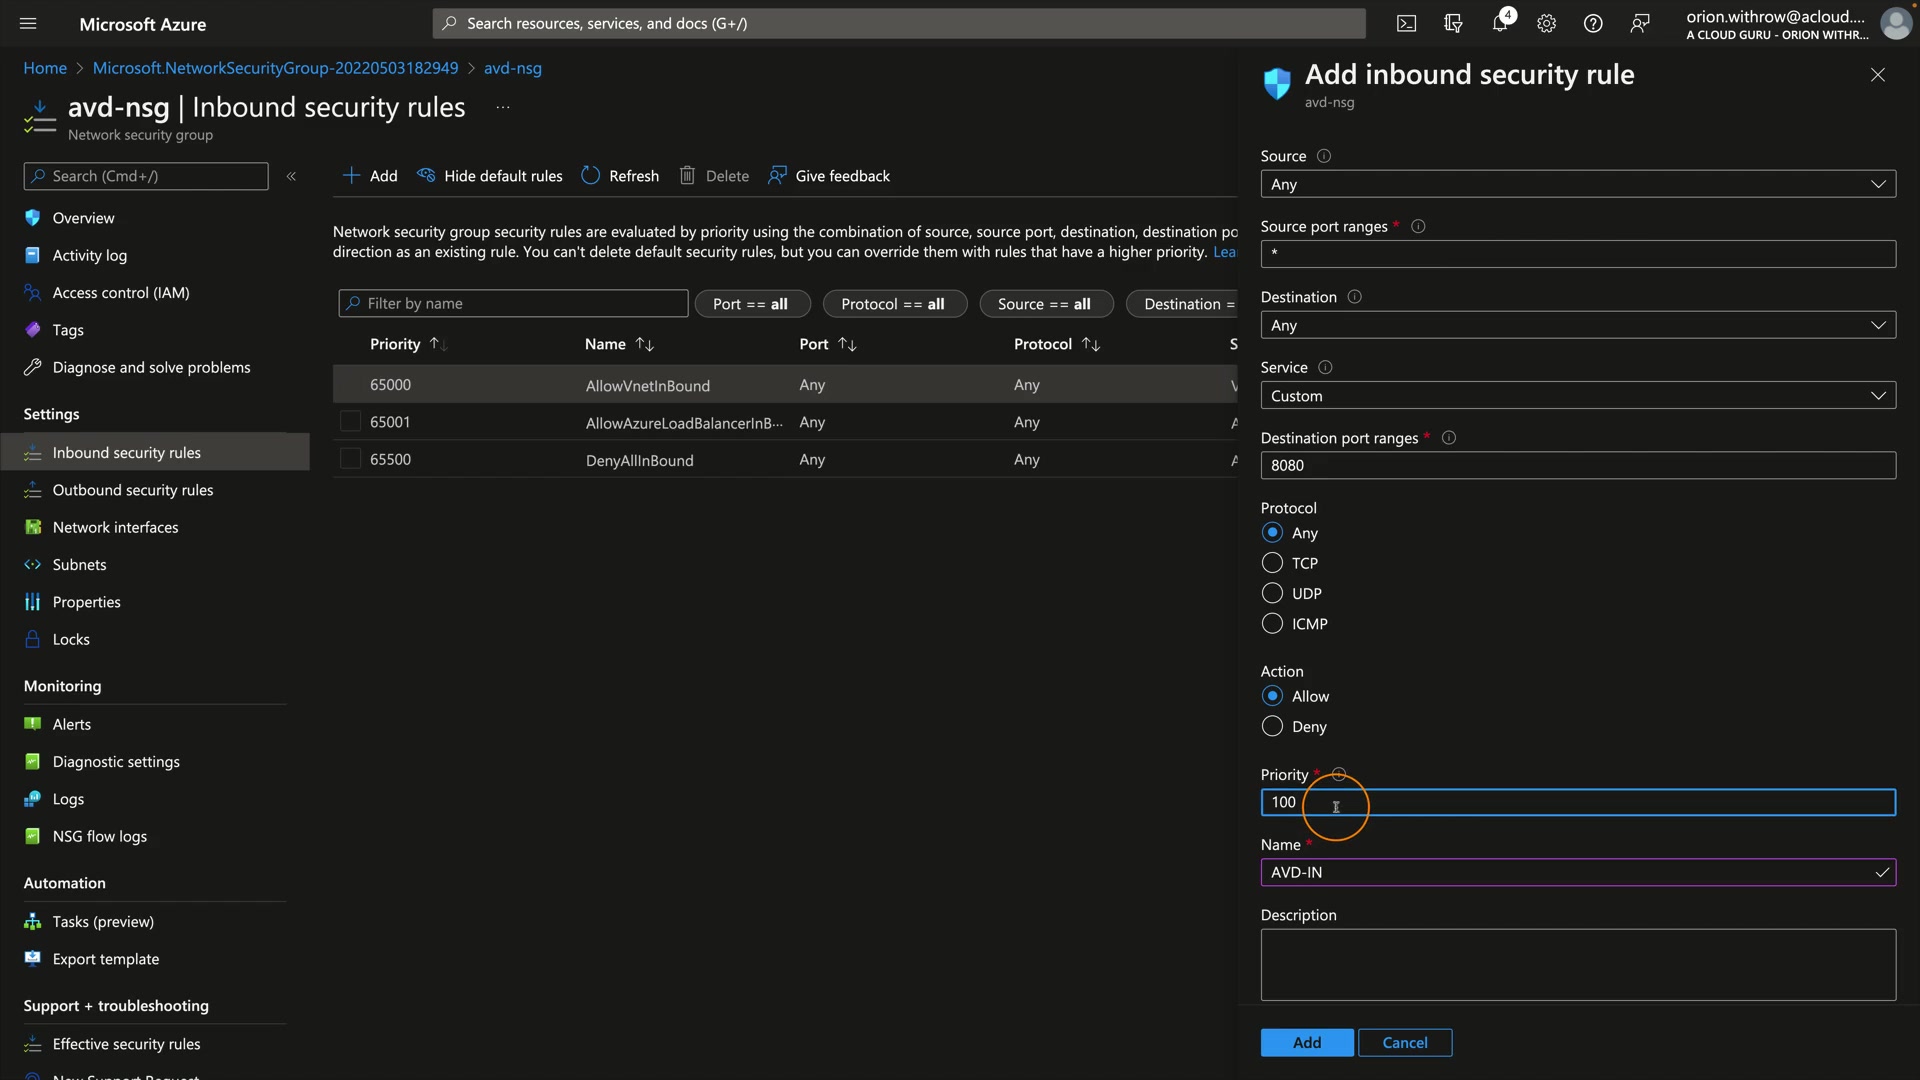 Microsoft Azure
Search resources, services, and docs (G+/)
4
orion.withrow@acloud....
A CLOUD GURU - ORION WITHR...
Home > Microsoft.NetworkSecurityGroup-20220503182949 > avd-nsg
avd-nsg | Inbound security rules ...
Network security group
Search (Cmd+/)
«
Overview
Activity log
Access control (IAM)
Tags
Diagnose and solve problems
Settings
Inbound security rules
Outbound security rules
Network interfaces
Subnets
Properties
Locks
Monitoring
Alerts
Diagnostic settings
Logs
NSG flow logs
Automation
Tasks (preview)
Export template
Support + troubleshooting
Effective security rules
New Support Request
Add
Hide default rules
Refresh
Delete
Give feedback
Network security group security rules are evaluated by priority using the combination of source, source port, destination, destination po
direction as an existing rule. You can't delete default security rules, but you can override them with rules that have a higher priority. Lea
Filter by name
Port == all
Protocol == all
Source == all
Destination =
Priority ↑↓ Name ↑↓ Port ↑↓ Protocol ↑↓ S
65000 AllowVnetInBound Any Any V
65001 AllowAzureLoadBalancerInB... Any Any A
65500 DenyAllInBound Any Any A
Add inbound security rule
avd-nsg
Source
Any
Source port ranges *
*
Destination
Any
Service
Custom
Destination port ranges *
8080
Protocol
Any
TCP
UDP
ICMP
Action
Allow
Deny
Priority *
100
Name *
AVD-IN
Description
Add
Cancel